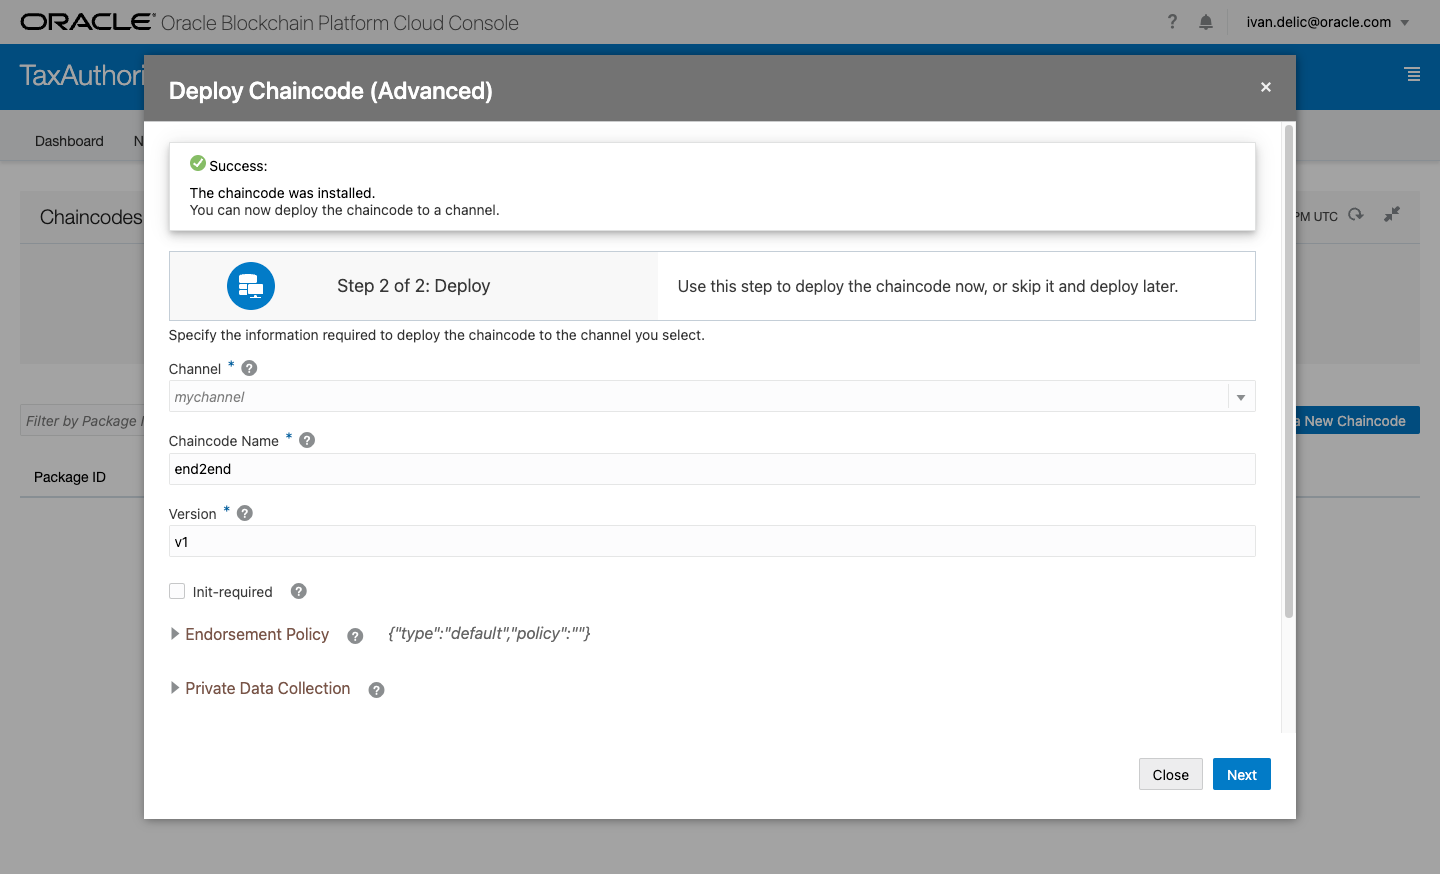 ORACLE® Oracle Blockchain Platform Cloud Console
? ivan.delic@oracle.com
TaxAuthori
Deploy Chaincode (Advanced)
×
Dashboard N
Success:
The chaincode was installed.
You can now deploy the chaincode to a channel.
Chaincodes
PM UTC
Step 2 of 2: Deploy
Use this step to deploy the chaincode now, or skip it and deploy later.
Specify the information required to deploy the chaincode to the channel you select.
Channel * ?
mychannel
Filter by Package I
a New Chaincode
Chaincode Name * ?
end2end
Package ID
Version * ?
v1
Init-required ?
Endorsement Policy ? {"type":"default","policy":""}
Private Data Collection ?
Close
Next